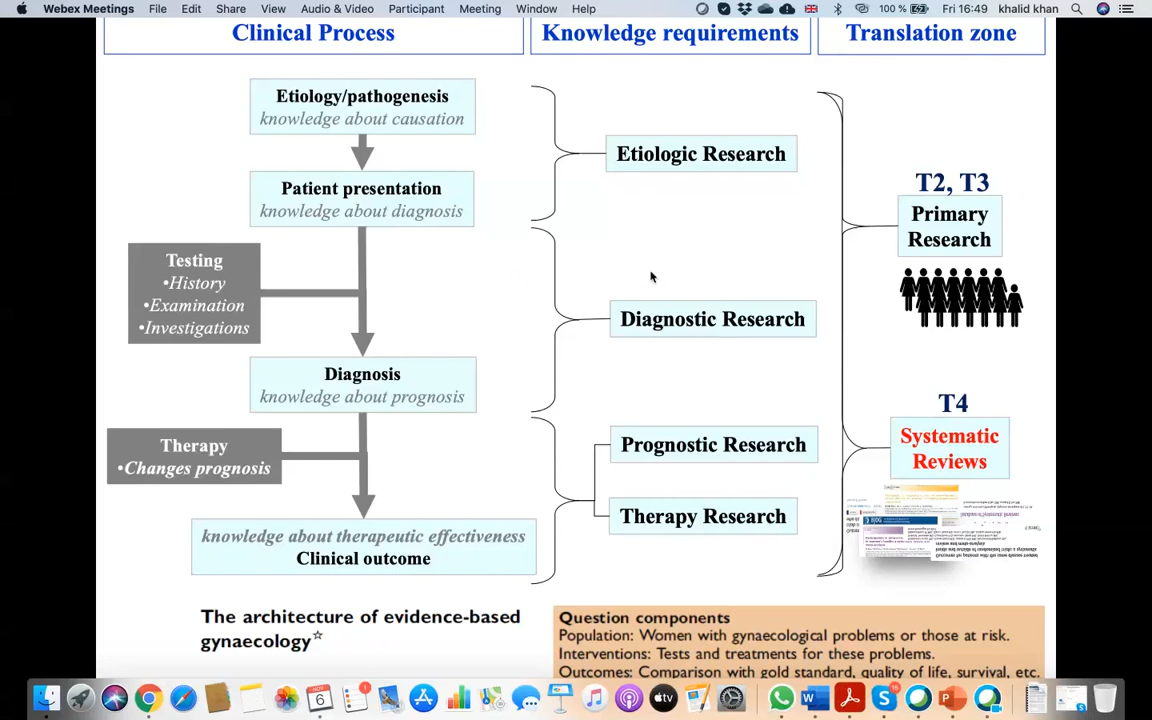 Webex Meetings File Edit Share View Audio & Video Participant Meeting Window Help 100 % Fri 16:49 khalid khan
Clinical Process
Knowledge requirements
Translation zone
Etiology/pathogenesis
knowledge about causation
Patient presentation
knowledge about diagnosis
Testing
•History
•Examination
•Investigations
Diagnosis
knowledge about prognosis
Therapy
•Changes prognosis
knowledge about therapeutic effectiveness
Clinical outcome
Etiologic Research
Diagnostic Research
Prognostic Research
Therapy Research
T2, T3
Primary
Research
T4
Systematic
Reviews
The architecture of evidence-based
gynaecology☆
Question components
Population: Women with gynaecological problems or those at risk.
Interventions: Tests and treatments for these problems.
Outcomes: Comparison with gold standard, quality of life, survival, etc.
NOV
6
tv